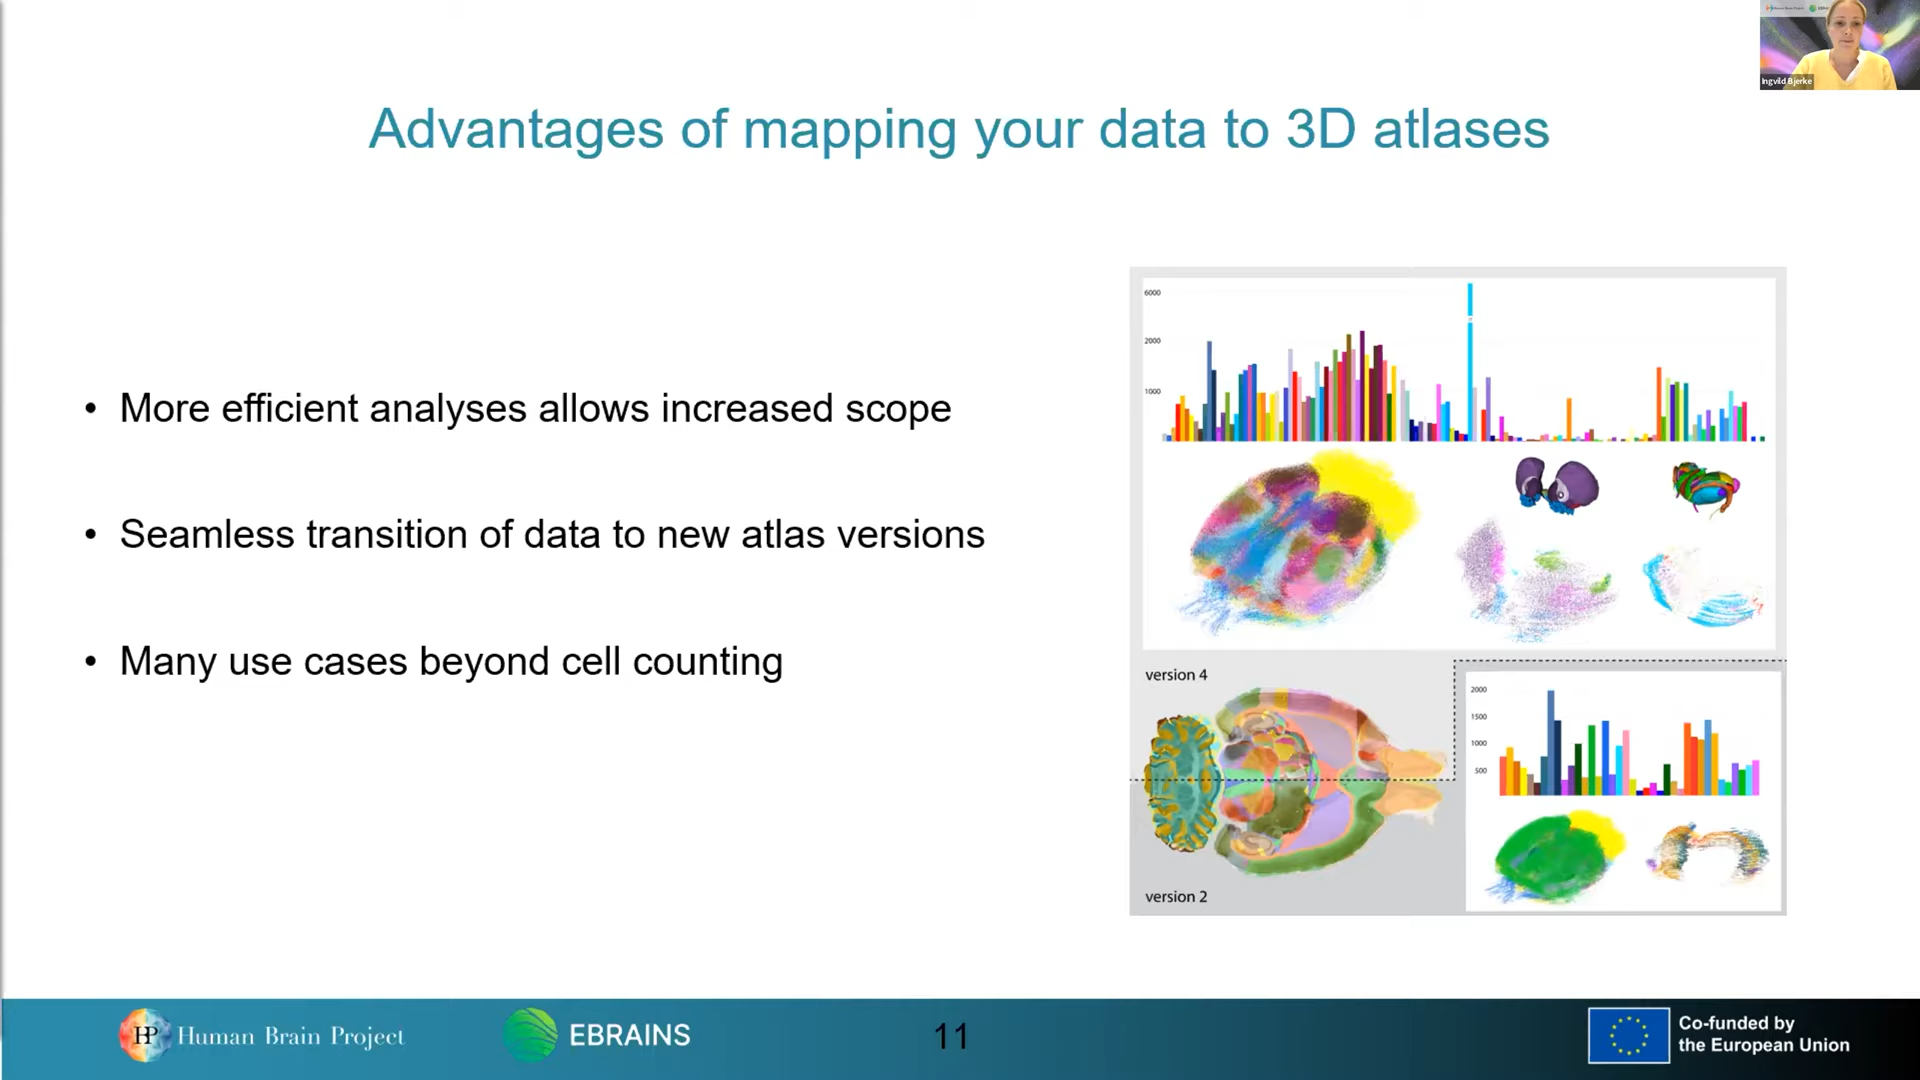 Ingvild Bjerke
Advantages of mapping your data to 3D atlases
• More efficient analyses allows increased scope
• Seamless transition of data to new atlas versions
• Many use cases beyond cell counting
6000
2000
1000
version 4
2000
1500
1000
500
version 2
HP Human Brain Project
EBRAINS
11
Co-funded by
the European Union